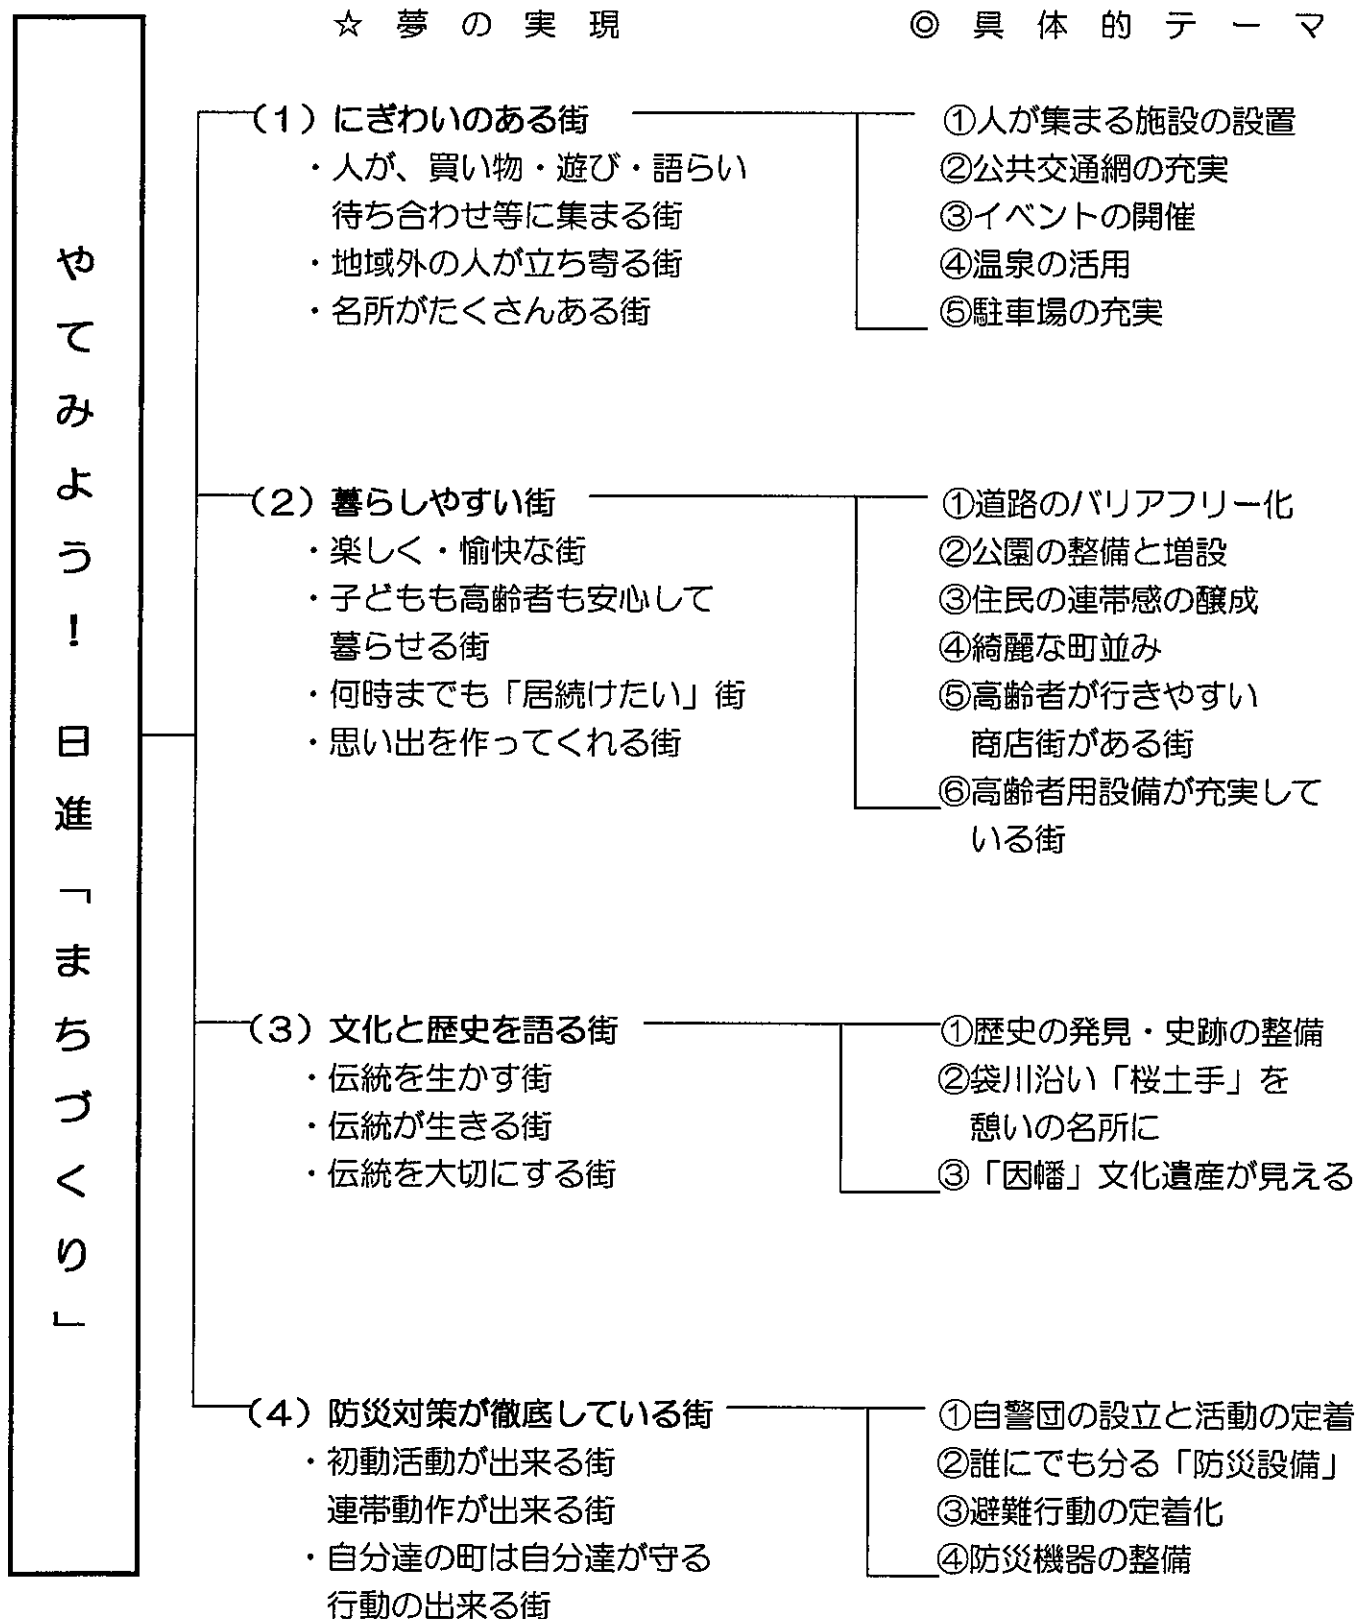 ☆ 夢 の 実 現
◎ 具 体 的 テ ー マ
やてみよう！日進「まちづくり」
（１）にぎわいのある街
・人が、買い物・遊び・語らい
待ち合わせ等に集まる街
・地域外の人が立ち寄る街
・名所がたくさんある街
①人が集まる施設の設置
②公共交通網の充実
③イベントの開催
④温泉の活用
⑤駐車場の充実
（２）暮らしやすい街
・楽しく・愉快な街
・子どもも高齢者も安心して
暮らせる街
・何時までも「居続けたい」街
・思い出を作ってくれる街
①道路のバリアフリー化
②公園の整備と増設
③住民の連帯感の醸成
④綺麗な町並み
⑤高齢者が行きやすい
商店街がある街
⑥高齢者用設備が充実して
いる街
（３）文化と歴史を語る街
・伝統を生かす街
・伝統が生きる街
・伝統を大切にする街
①歴史の発見・史跡の整備
②袋川沿い「桜土手」を
憩いの名所に
③「因幡」文化遺産が見える
（４）防災対策が徹底している街
・初動活動が出来る街
連帯動作が出来る街
・自分達の町は自分達が守る
行動の出来る街
①自警団の設立と活動の定着
②誰にでも分る「防災設備」
③避難行動の定着化
④防災機器の整備